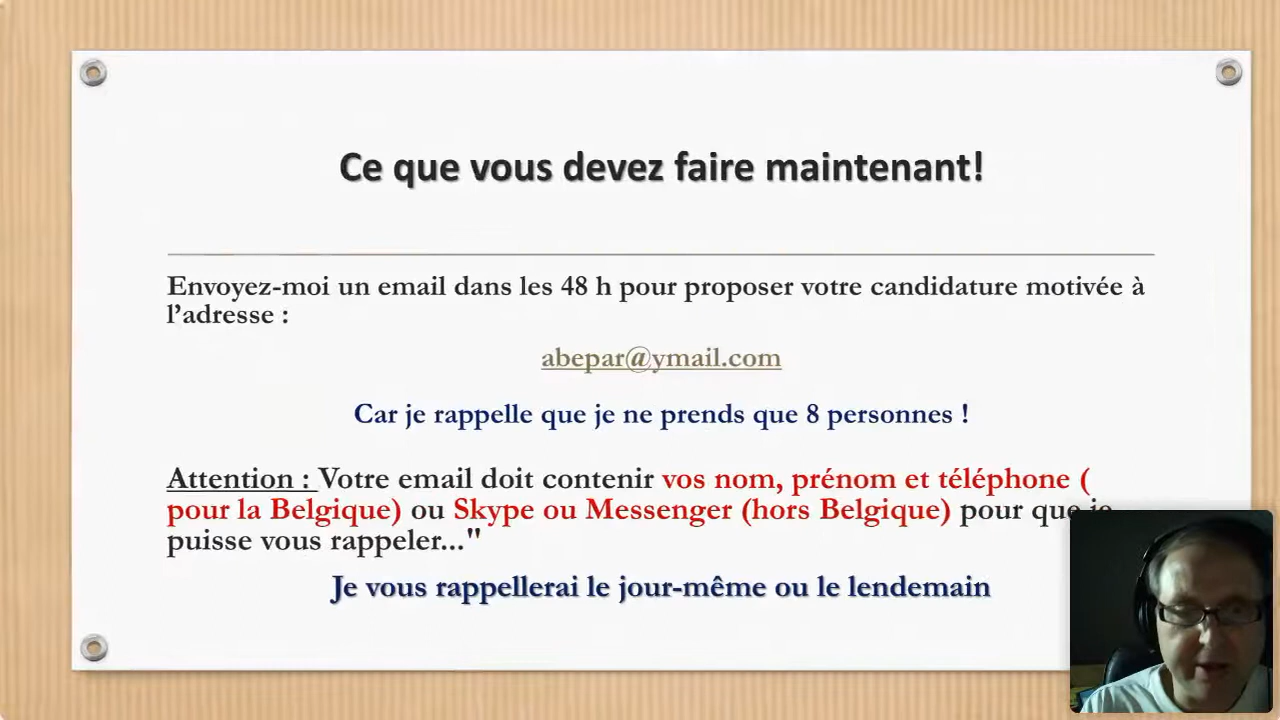 Ce que vous devez faire maintenant!
Envoyez-moi un email dans les 48 h pour proposer votre candidature motivée à
l’adresse :
abepar@ymail.com
Car je rappelle que je ne prends que 8 personnes !
Attention : Votre email doit contenir vos nom, prénom et téléphone (
pour la Belgique) ou Skype ou Messenger (hors Belgique) pour que je
puisse vous rappeler..."
Je vous rappellerai le jour-même ou le lendemain